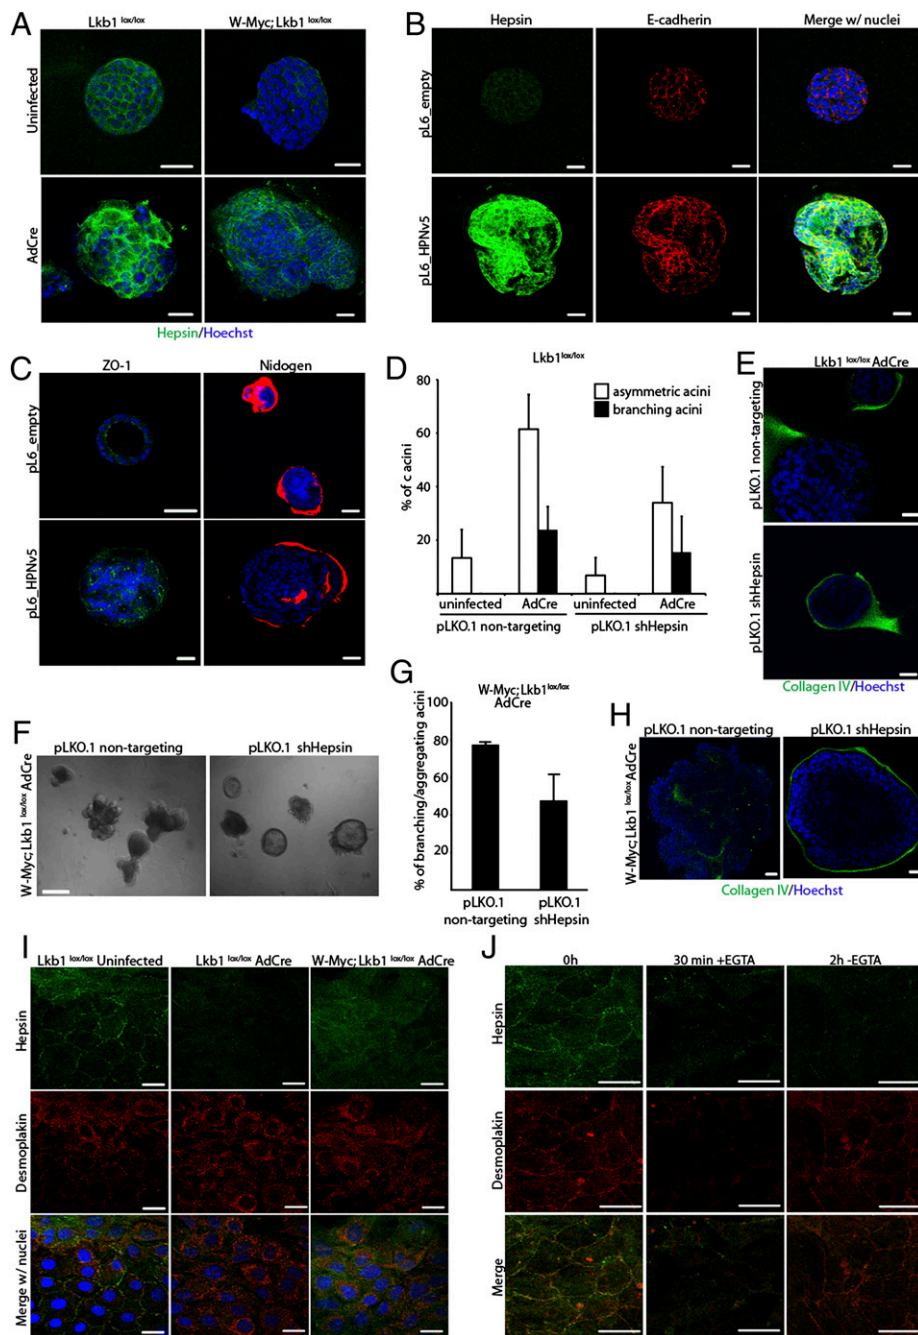 A
Lkb1 lox/lox
W-Myc;Lkb1 lox/lox
Uninfected
AdCre
Hepsin/Hoechst
B
Hepsin
E-cadherin
Merge w/ nuclei
pL6_empty
pL6_HPNv5
C
ZO-1
Nidogen
pL6_empty
pL6_HPNv5
D
Lkb1 lox/lox
asymmetric acini
branching acini
% of c acini
80
60
40
20
uninfected
AdCre
uninfected
AdCre
pLKO.1 non-targeting
pLKO.1 shHepsin
E
Lkb1 lox/lox AdCre
pLKO.1 non-targeting
pLKO.1 shHepsin
Collagen IV/Hoechst
F
pLKO.1 non-targeting
pLKO.1 shHepsin
W-Myc;Lkb1 lox/lox AdCre
G
W-Myc;Lkb1 lox/lox
AdCre
% of branching/aggregating acini
100
80
60
40
20
pLKO.1
non-targeting
pLKO.1
shHepsin
H
pLKO.1 non-targeting
pLKO.1 shHepsin
W-Myc;Lkb1 lox/lox AdCre
Collagen IV/Hoechst
I
Lkb1 lox/lox Uninfected
Lkb1 lox/lox AdCre
W-Myc;Lkb1 lox/lox AdCre
Hepsin
Desmoplakin
Merge w/ nuclei
J
0h
30 min +EGTA
2h -EGTA
Hepsin
Desmoplakin
Merge